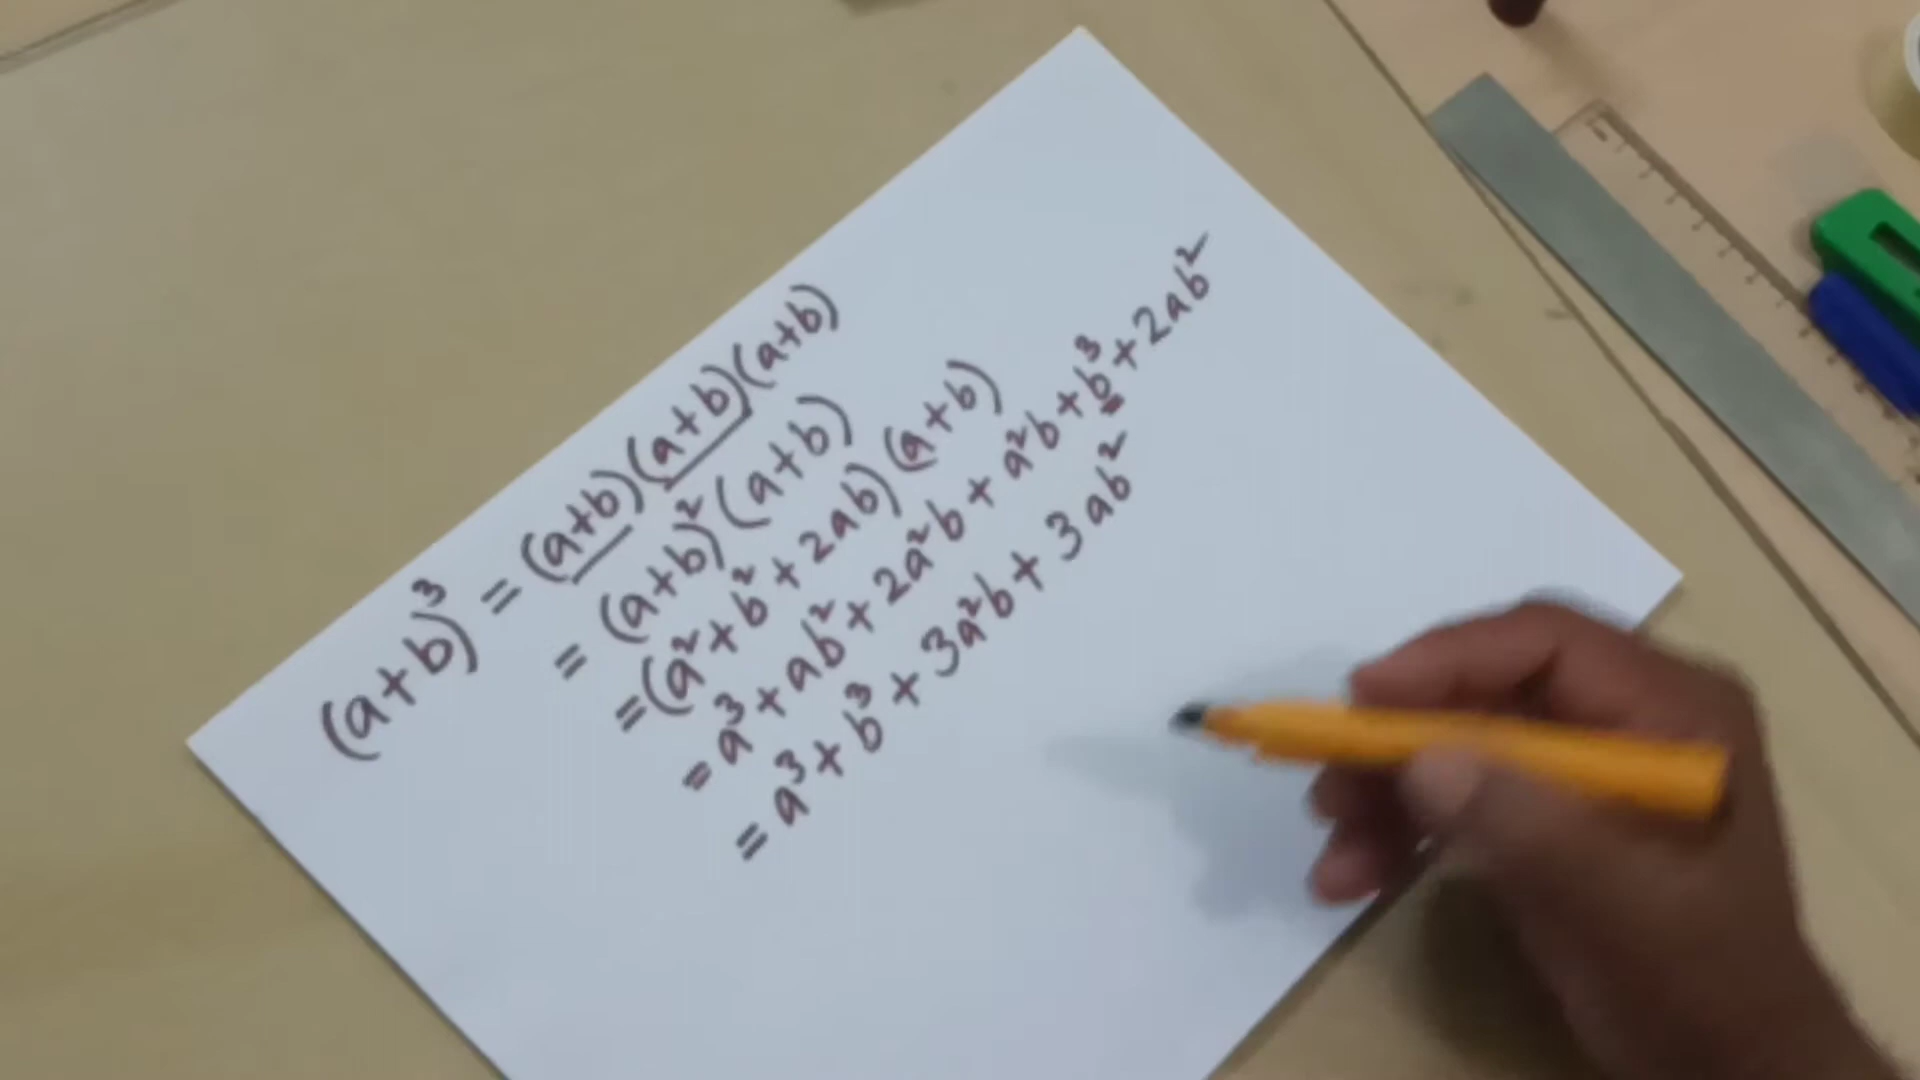 (a+b)³ = (a+b)(a+b)(a+b)
= (a+b)² (a+b)
= (a² + b² + 2ab) (a+b)
= a³ + ab² + 2a²b + a²b + b³ + 2ab²
= a³ + b³ + 3a²b + 3ab²